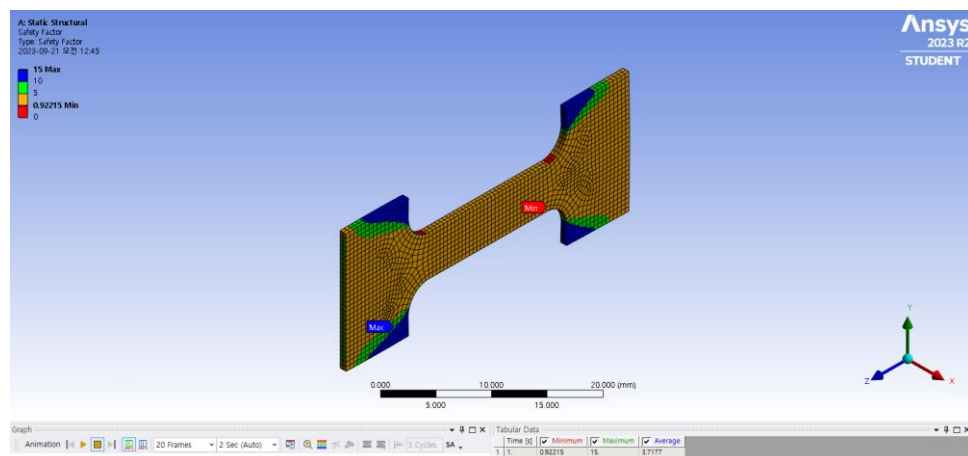 A: Static Structural
Safety Factor
Type: Safety Factor
2023-09-21 오전 12:45
15 Max
10
5
0.92215 Min
0
Ansys
2023 R2
STUDENT
Min
Max
0.000 10.000 20.000 (mm)
5.000 15.000
Y
Z X
Graph
Animation 20 Frames 2 Sec (Auto) 3 Cycles SA
Tabular Data
Time [s] Minimum Maximum Average
1 1. 0.92215 15. 3.7177